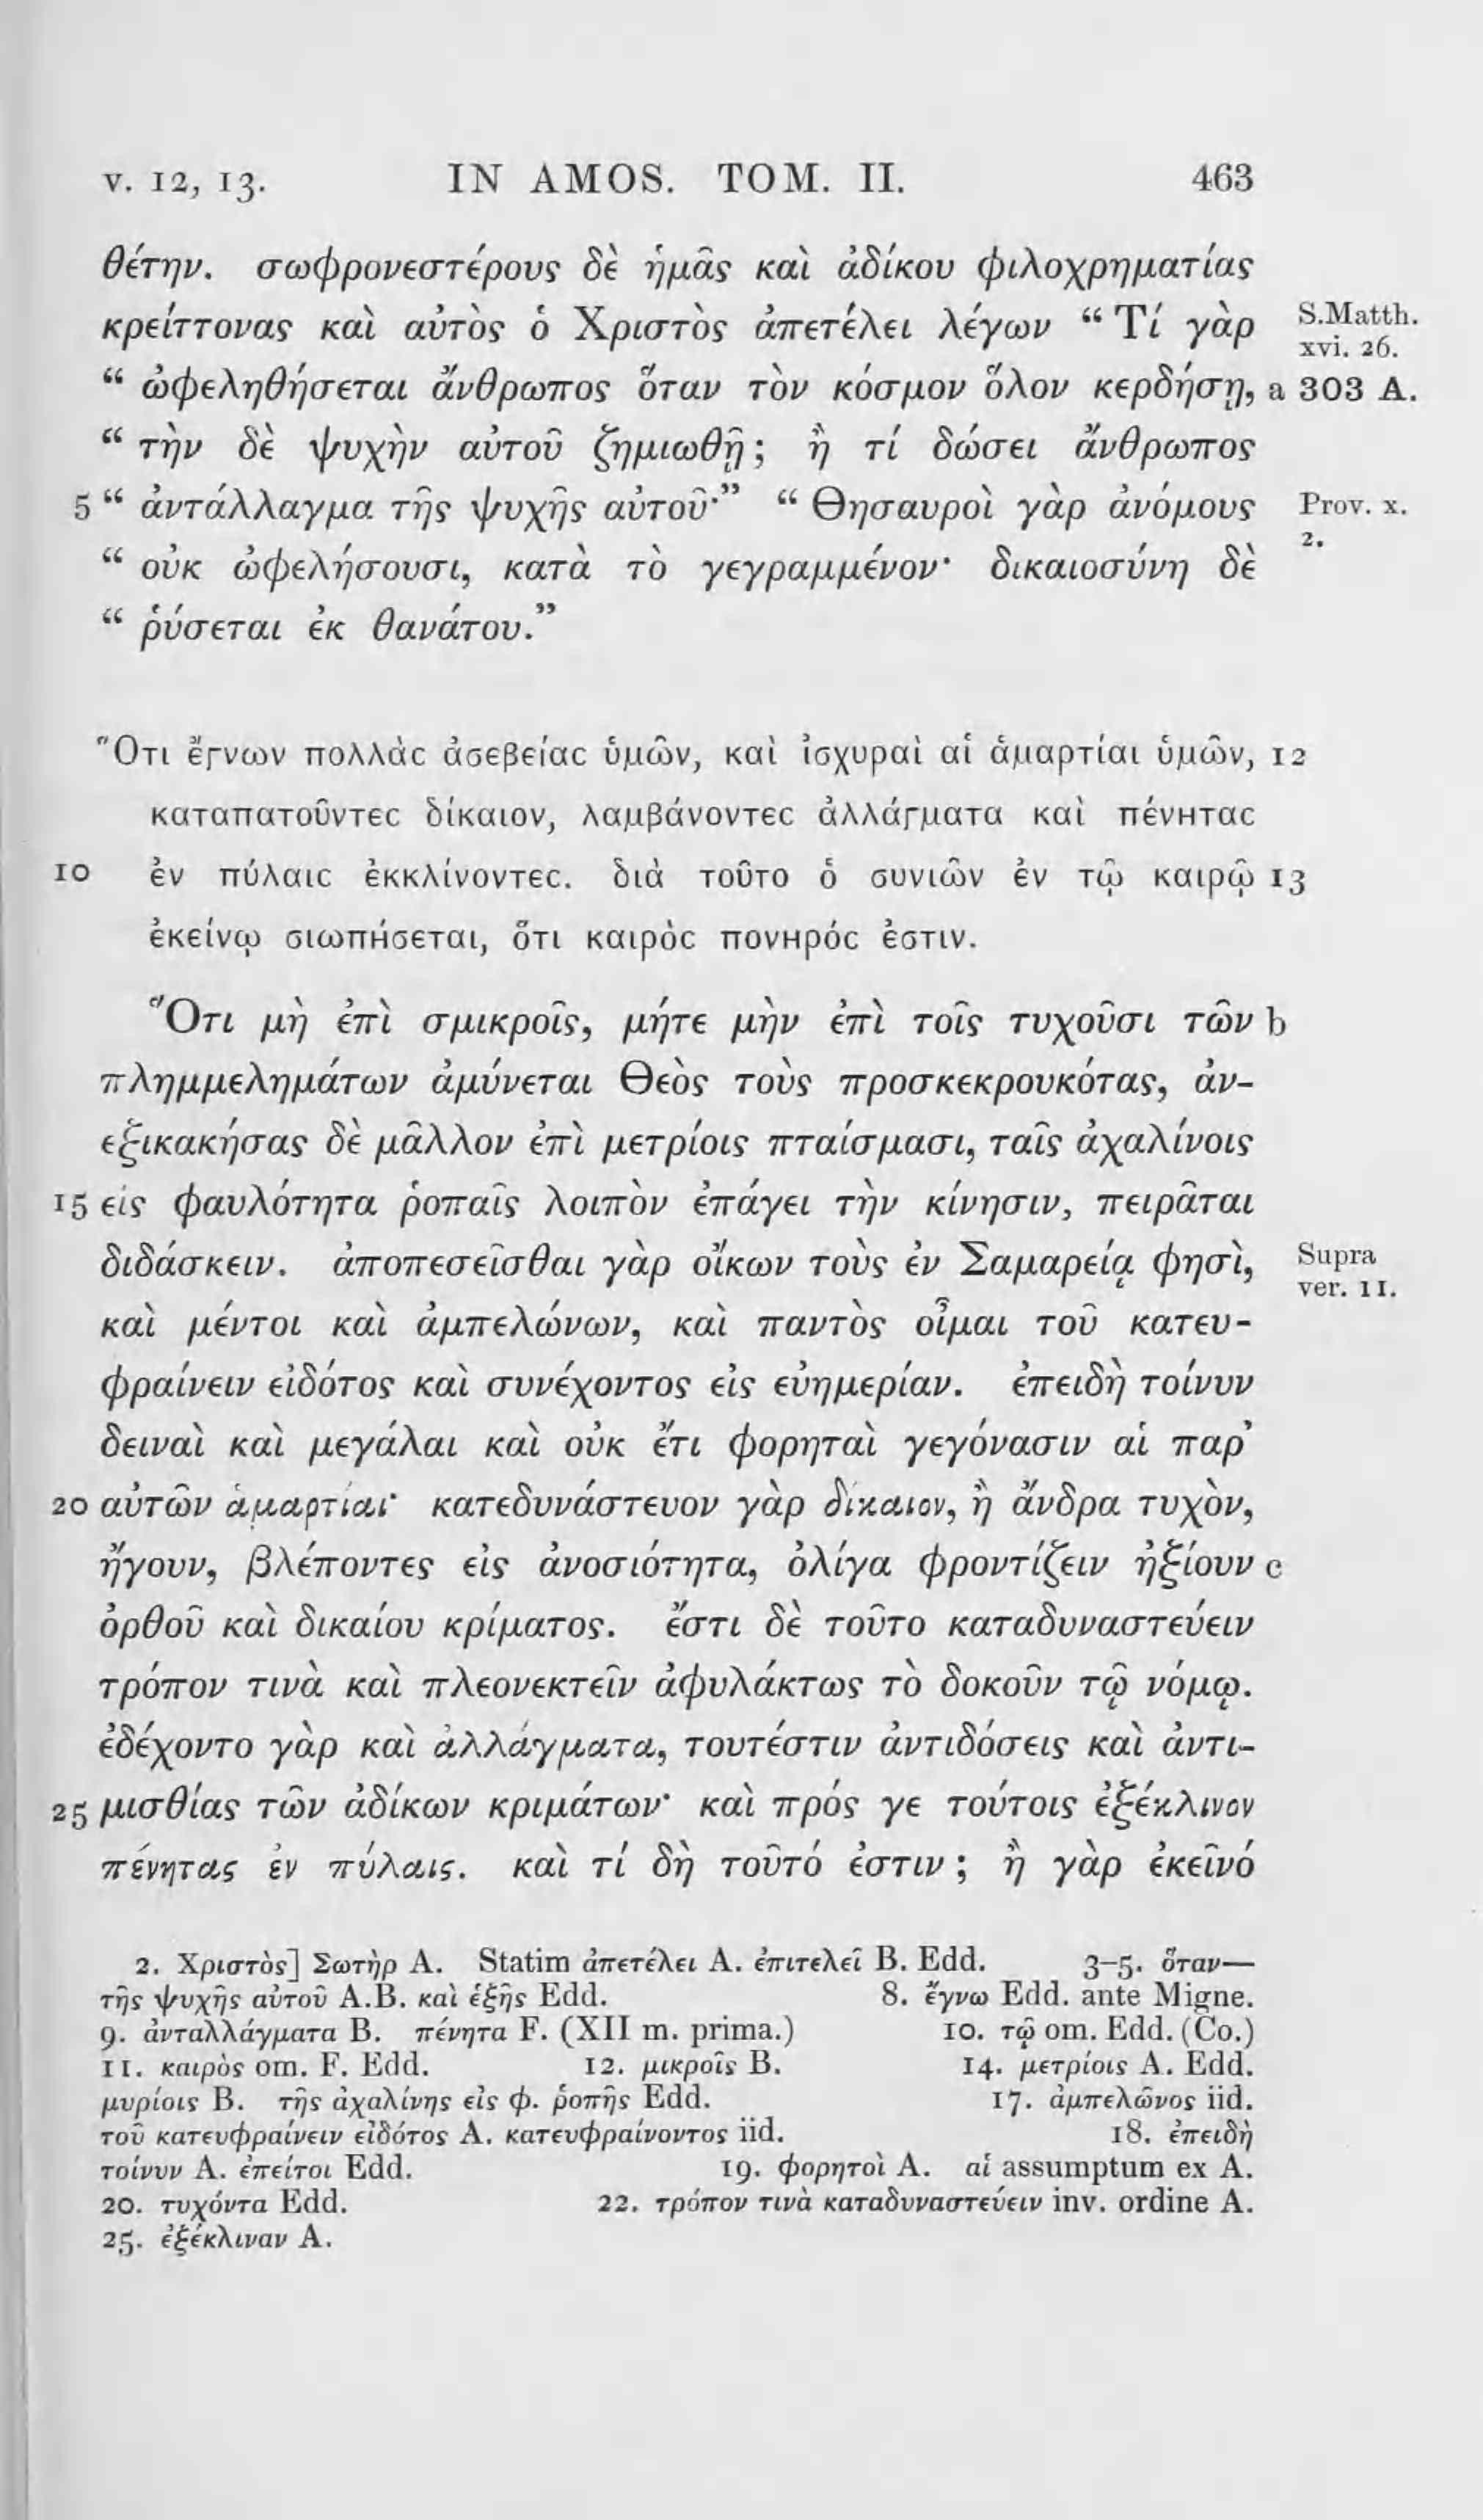 v. 12, 13. IN AMOS. TOM. II. 463
θέτην. σωφρονεστέρους δὲ ἡμᾶς καὶ ἀδίκου φιλοχρηματίας
κρείττονας καὶ αὐτὸς ὁ Χριστὸς ἀπετέλει λέγων “ Τί γὰρ S.Matth. xvi. 26.
“ ὠφεληθήσεται ἄνθρωπος ὅταν τὸν κόσμον ὅλον κερδήσῃ, a 303 A.
“ τὴν δὲ ψυχὴν αὐτοῦ ζημιωθῇ; ἢ τί δώσει ἄνθρωπος
5 “ ἀντάλλαγμα τῆς ψυχῆς αὐτοῦ·” “ Θησαυροὶ γὰρ ἀνόμους Prov. x. 2.
“ οὐκ ὠφελήσουσι, κατὰ τὸ γεγραμμένον· δικαιοσύνη δὲ
“ ῥύσεται ἐκ θανάτου.”
Ὅτι ἔγνων πολλὰς ἀσεβείας ὑμῶν, καὶ ἰσχυραὶ αἱ ἁμαρτίαι ὑμῶν, 12
καταπατοῦντες δίκαιον, λαμβάνοντες ἀλλάγματα καὶ πένητας
10 ἐν πύλαις ἐκκλίνοντες. διὰ τοῦτο ὁ συνιῶν ἐν τῷ καιρῷ 13
ἐκείνῳ σιωπήσεται, ὅτι καιρὸς πονηρός ἐστιν.
Ὅτι μὴ ἐπὶ σμικροῖς, μήτε μὴν ἐπὶ τοῖς τυχοῦσι τῶν b
πλημμελημάτων ἀμύνεται Θεὸς τοὺς προσκεκρουκότας, ἀν-
εξικακήσας δὲ μᾶλλον ἐπὶ μετρίοις πταίσμασι, ταῖς ἀχαλίνοις
15 εἰς φαυλότητα ῥοπαῖς λοιπὸν ἐπάγει τὴν κίνησιν, πειρᾶται
διδάσκειν. ἀποπεσεῖσθαι γὰρ οἴκων τοὺς ἐν Σαμαρείᾳ φησὶ, Supra ver. 11.
καὶ μέντοι καὶ ἀμπελώνων, καὶ παντὸς οἶμαι τοῦ κατευ-
φραίνειν εἰδότος καὶ συνέχοντος εἰς εὐημερίαν. ἐπειδὴ τοίνυν
δειναὶ καὶ μεγάλαι καὶ οὐκ ἔτι φορηταὶ γεγόνασιν αἱ παρ’
20 αὐτῶν ἁμαρτίαι· κατεδυνάστευον γὰρ δίκαιον, ἢ ἄνδρα τυχὸν,
ἤγουν, βλέποντες εἰς ἀνοσιότητα, ὀλίγα φροντίζειν ἠξίουν c
ὀρθοῦ καὶ δικαίου κρίματος. ἔστι δὲ τοῦτο καταδυναστεύειν
τρόπον τινὰ καὶ πλεονεκτεῖν ἀφυλάκτως τὸ δοκοῦν τῷ νόμῳ.
ἐδέχοντο γὰρ καὶ ἀλλάγματα, τουτέστιν ἀντιδόσεις καὶ ἀντι-
25 μισθίας τῶν ἀδίκων κριμάτων· καὶ πρός γε τούτοις ἐξέκλινον
πένητας ἐν πύλαις. καὶ τί δὴ τοῦτό ἐστιν; ἢ γὰρ ἐκεῖνό
2. Χριστὸς] Σωτὴρ A. Statim ἀπετέλει A. ἐπιτελεῖ B. Edd. 3–5. ὅταν—
τῆς ψυχῆς αὐτοῦ A.B. καὶ ἑξῆς Edd. 8. ἔγνω Edd. ante Migne.
9. ἀνταλλάγματα B. πένητα F. (XII m. prima.) 10. τῷ om. Edd. (Co.)
11. καιρὸς om. F. Edd. 12. μικροῖς B. 14. μετρίοις A. Edd.
μυρίοις B. τῆς ἀχαλίνης εἰς φ. ῥοπῆς Edd. 17. ἀμπελῶνος iid.
τοῦ κατευφραίνειν εἰδότος A. κατευφραίνοντος iid. 18. ἐπειδὴ
τοίνυν A. ἐπείτοι Edd. 19. φορητοὶ A. αἱ assumptum ex A.
20. τυχόντα Edd. 22. τρόπον τινὰ καταδυναστεύειν inv. ordine A.
25. ἐξέκλιναν A.